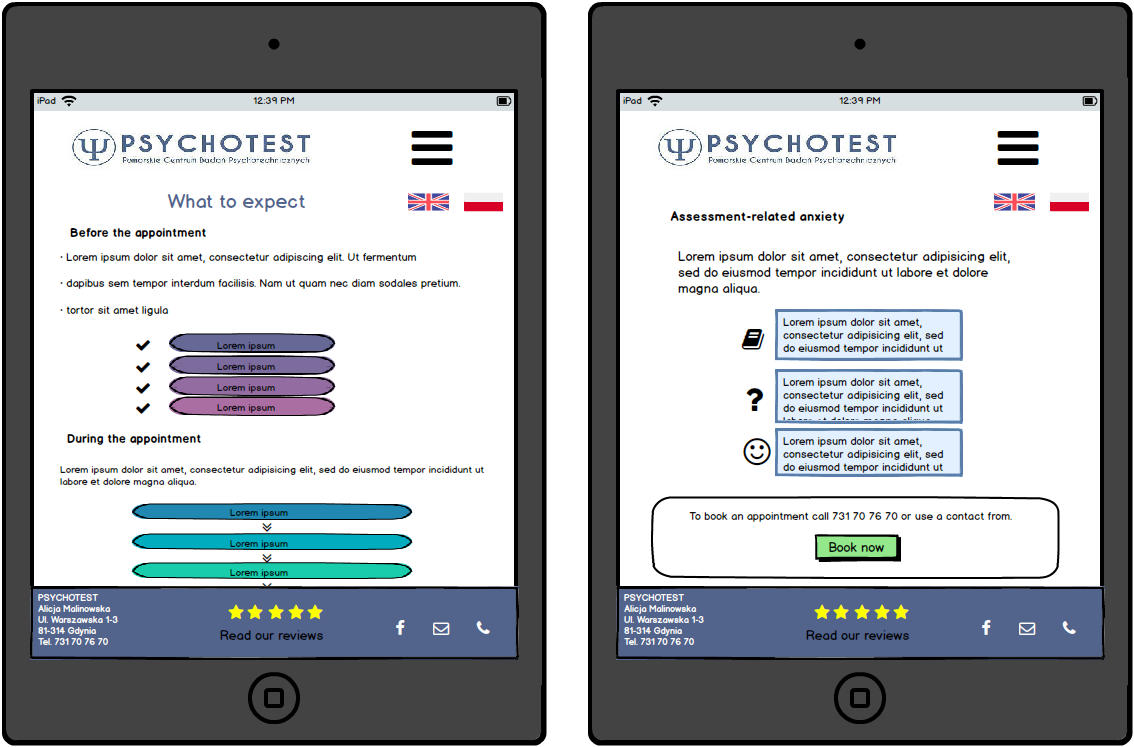 iPad 12:39 PM
Ψ PSYCHOTEST
Pomorskie Centrum Badań Psychotechnicznych
What to expect
Before the appointment
· Lorem ipsum dolor sit amet, consectetur adipiscing elit. Ut fermentum
· dapibus sem tempor interdum facilisis. Nam ut quam nec diam sodales pretium.
· tortor sit amet ligula
Lorem ipsum
Lorem ipsum
Lorem ipsum
Lorem ipsum
During the appointment
Lorem ipsum dolor sit amet, consectetur adipisicing elit, sed do eiusmod tempor incididunt ut
labore et dolore magna aliqua.
Lorem ipsum
Lorem ipsum
Lorem ipsum
PSYCHOTEST
Alicja Malinowska
Ul. Warszawska 1-3
81-314 Gdynia
Tel. 731 70 76 70
Read our reviews
iPad 12:39 PM
Ψ PSYCHOTEST
Pomorskie Centrum Badań Psychotechnicznych
Assessment-related anxiety
Lorem ipsum dolor sit amet, consectetur adipisicing elit,
sed do eiusmod tempor incididunt ut labore et dolore
magna aliqua.
Lorem ipsum dolor sit amet,
consectetur adipisicing elit, sed
do eiusmod tempor incididunt ut
?
Lorem ipsum dolor sit amet,
consectetur adipisicing elit, sed
do eiusmod tempor incididunt ut
labore et dolore magna aliqua.
Lorem ipsum dolor sit amet,
consectetur adipisicing elit, sed
do eiusmod tempor incididunt ut
To book an appointment call 731 70 76 70 or use a contact from.
Book now
PSYCHOTEST
Alicja Malinowska
Ul. Warszawska 1-3
81-314 Gdynia
Tel. 731 70 76 70
Read our reviews